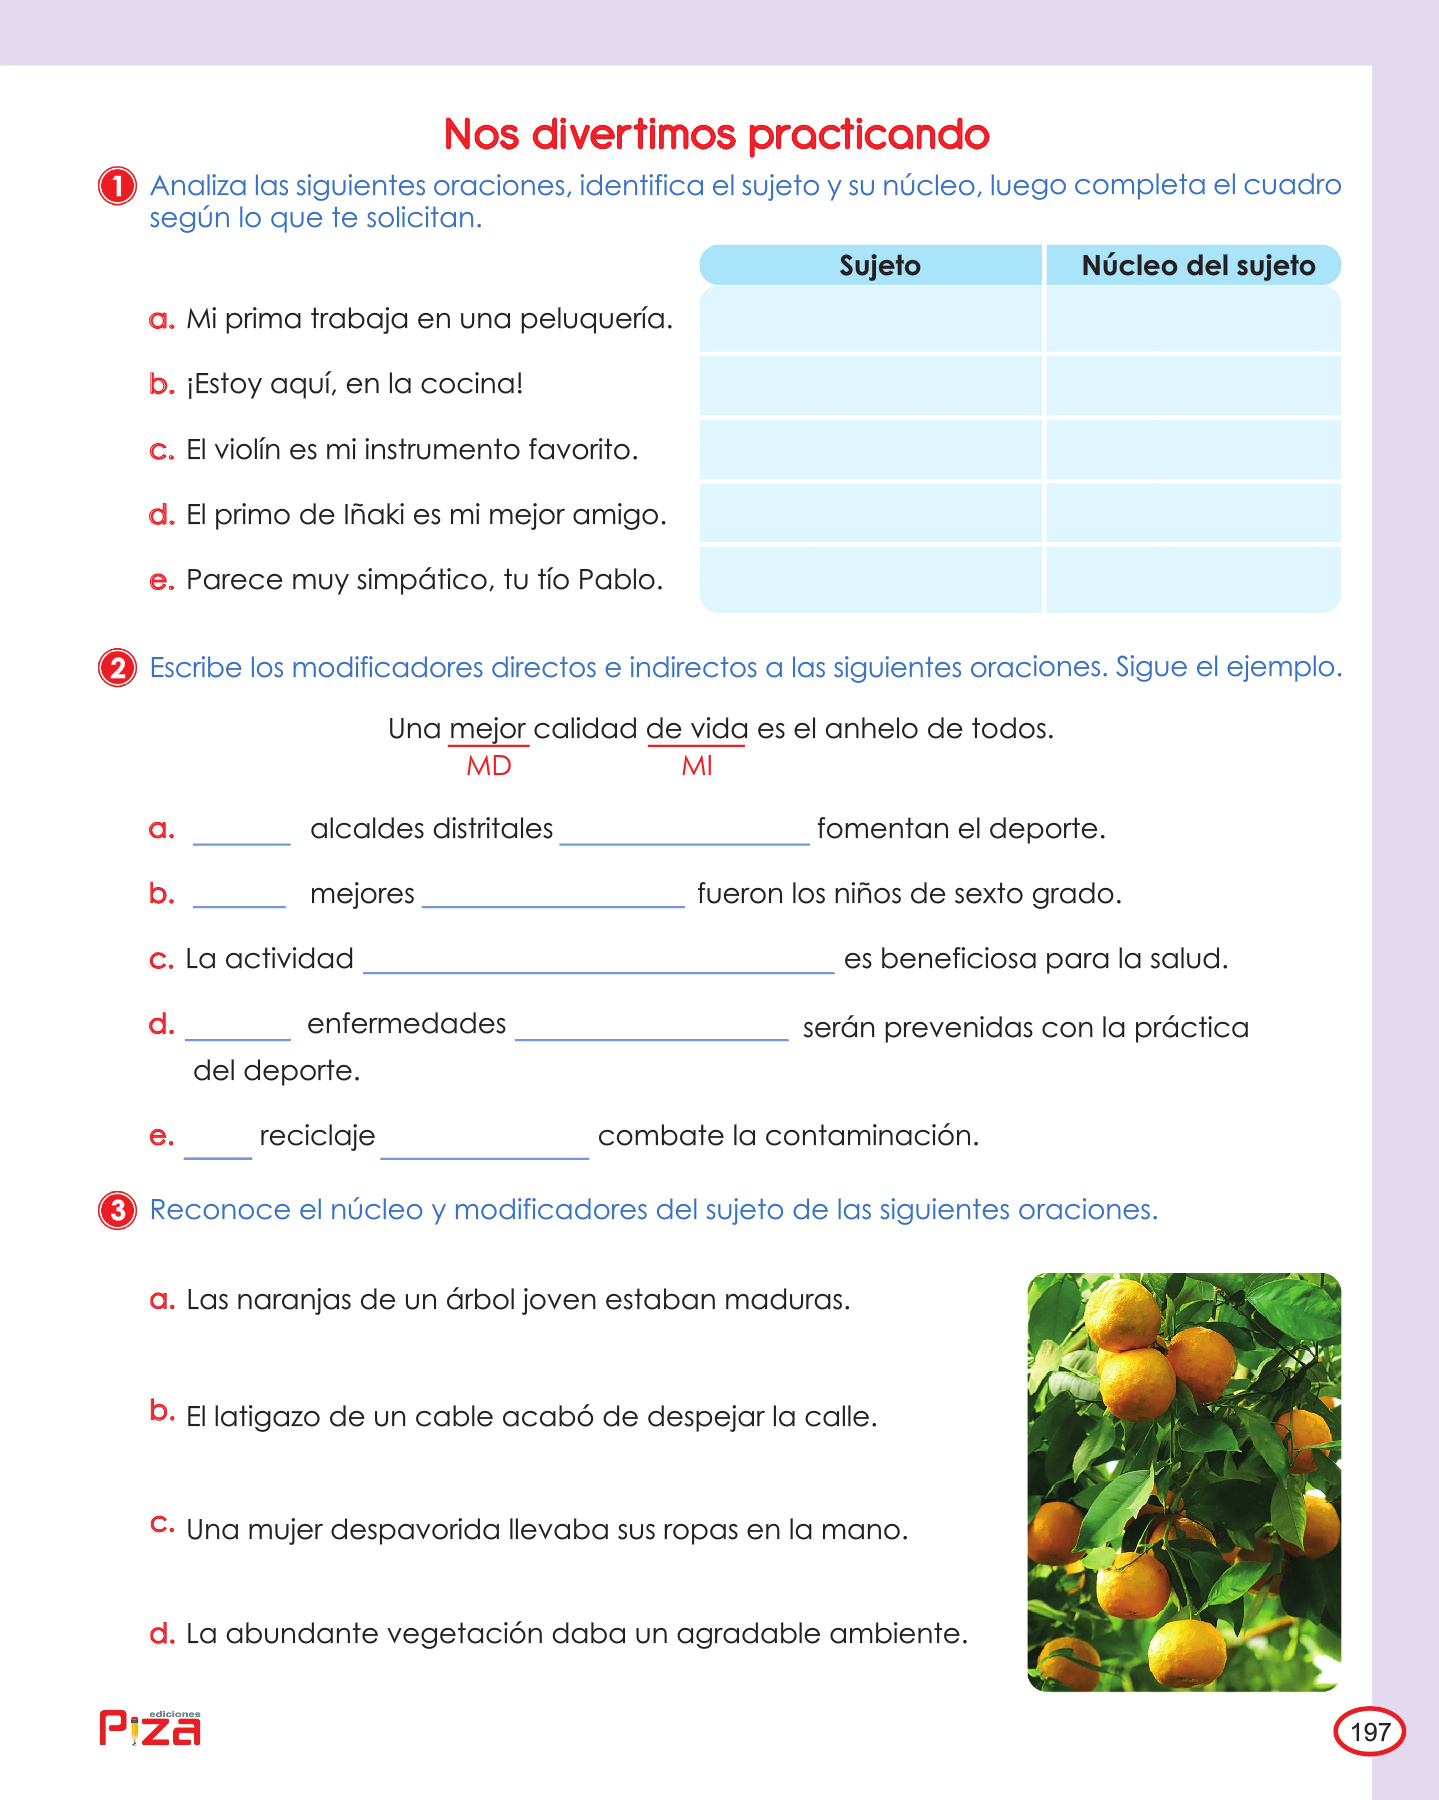 Nos divertimos practicando
1 Analiza las siguientes oraciones, identifica el sujeto y su núcleo, luego completa el cuadro
según lo que te solicitan.
Sujeto Núcleo del sujeto
a. Mi prima trabaja en una peluquería.
b. ¡Estoy aquí, en la cocina!
c. El violín es mi instrumento favorito.
d. El primo de Iñaki es mi mejor amigo.
e. Parece muy simpático, tu tío Pablo.
2 Escribe los modificadores directos e indirectos a las siguientes oraciones. Sigue el ejemplo.
Una mejor calidad de vida es el anhelo de todos.
MD MI
a. ______ alcaldes distritales ______ fomentan el deporte.
b. ______ mejores ______ fueron los niños de sexto grado.
c. La actividad ______ es beneficiosa para la salud.
d. ______ enfermedades ______ serán prevenidas con la práctica
del deporte.
e. ______ reciclaje ______ combate la contaminación.
3 Reconoce el núcleo y modificadores del sujeto de las siguientes oraciones.
a. Las naranjas de un árbol joven estaban maduras.
b. El latigazo de un cable acabó de despejar la calle.
c. Una mujer despavorida llevaba sus ropas en la mano.
d. La abundante vegetación daba un agradable ambiente.
ediciones
Piza
197